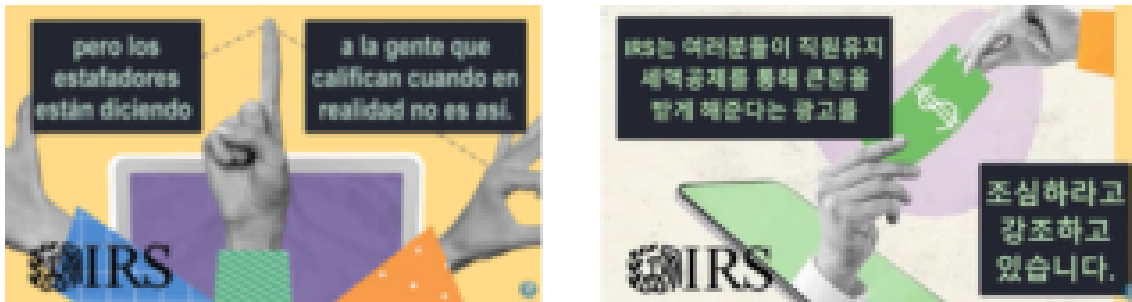 pero los
estafadores
están diciendo
a la gente que
califican cuando en
realidad no es así.
IRS
IRS는 여러분들이 직원유지
세액공제를 통해 큰돈을
받게 해준다는 광고를
조심하라고
강조하고
있습니다.
IRS